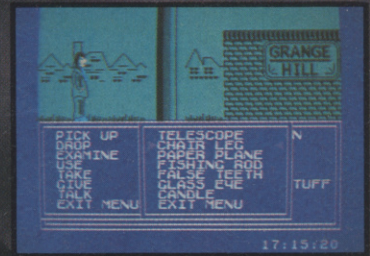 GRANGE
HILL
PICK UP
DROP
EXAMINE
USE
TAKE
GIVE
TALK
EXIT MENU
TELESCOPE
CHAIR LEG
PAPER PLANE
FISHING ROD
FALSE TEETH
GLASS EYE
CANDLE
EXIT MENU
N
TUFF
17:15:20